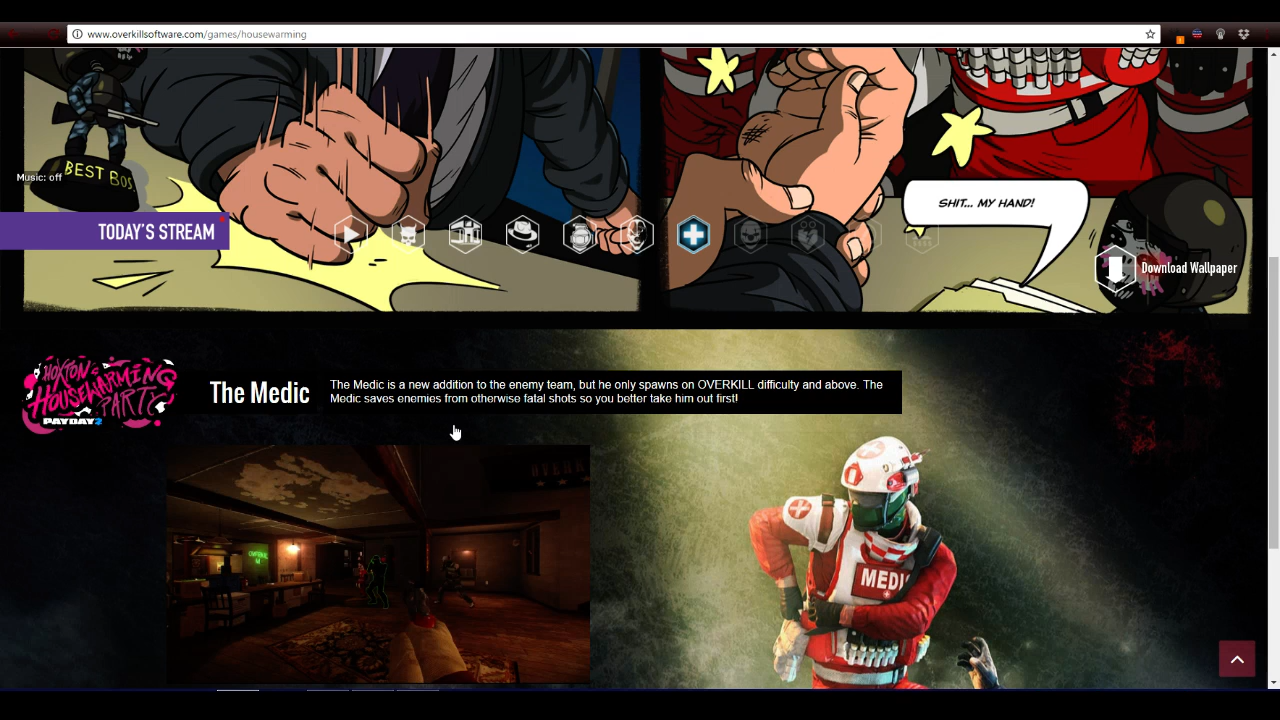 www.overkillsoftware.com/games/housewarming
BEST BOS
Music: off
TODAY'S STREAM
SHIT... MY HAND!
Download Wallpaper
HOXTON'S
HOUSEWARMING
PARTY
PAYDAY2
The Medic
The Medic is a new addition to the enemy team, but he only spawns on OVERKILL difficulty and above. The
Medic saves enemies from otherwise fatal shots so you better take him out first!
MEDI